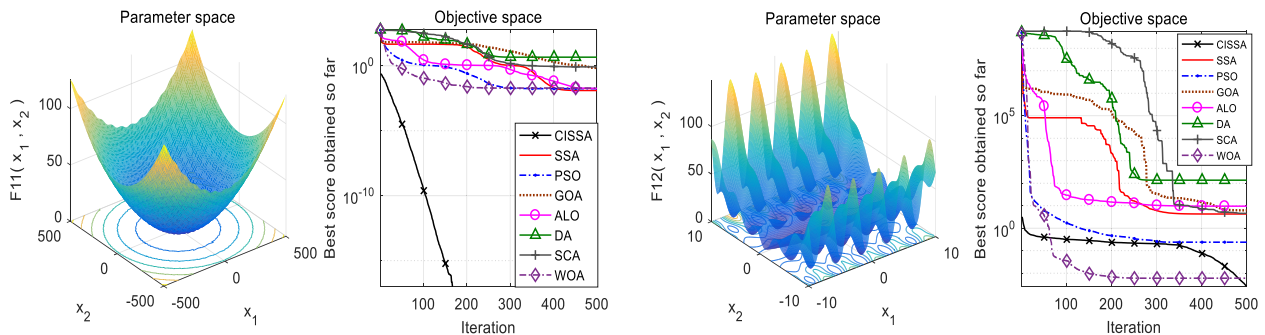 Parameter space
F11( x1 , x2 )
100
50
0
500
0
-500
-500
0
500
x2
x1
Objective space
Best score obtained so far
10^0
10^-10
100 200 300 400 500
Iteration
CISSA
SSA
PSO
GOA
ALO
DA
SCA
WOA
Parameter space
F12( x1 , x2 )
100
50
0
10
0
-10
-10
0
10
x2
x1
Objective space
Best score obtained so far
10^5
10^0
100 200 300 400 500
Iteration
CISSA
SSA
PSO
GOA
ALO
DA
SCA
WOA